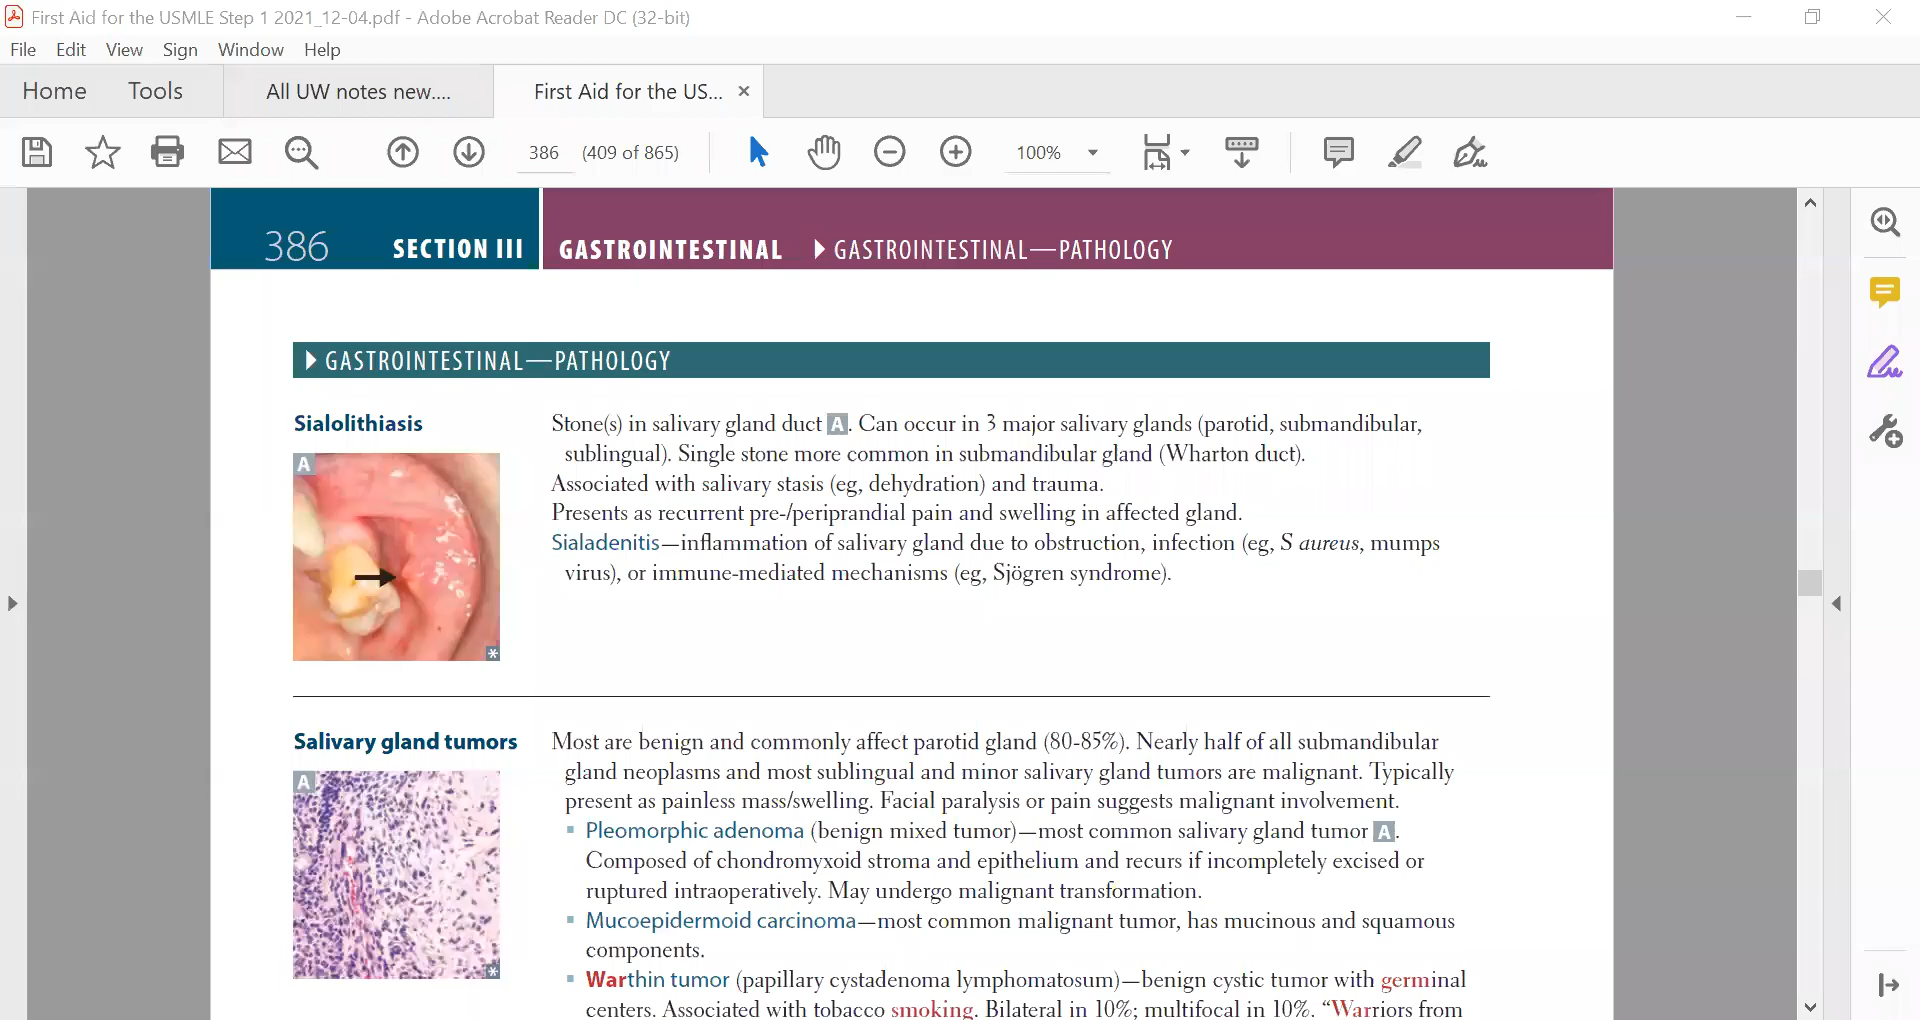 First Aid for the USMLE Step 1 2021_12-04.pdf - Adobe Acrobat Reader DC (32-bit)
File Edit View Sign Window Help
Home Tools All UW notes new.... First Aid for the US... ×
386 (409 of 865) 100%
386 SECTION III GASTROINTESTINAL GASTROINTESTINAL—PATHOLOGY
GASTROINTESTINAL—PATHOLOGY
Sialolithiasis
A
*
Stone(s) in salivary gland duct A. Can occur in 3 major salivary glands (parotid, submandibular,
sublingual). Single stone more common in submandibular gland (Wharton duct).
Associated with salivary stasis (eg, dehydration) and trauma.
Presents as recurrent pre-/periprandial pain and swelling in affected gland.
Sialadenitis—inflammation of salivary gland due to obstruction, infection (eg, S aureus, mumps
virus), or immune-mediated mechanisms (eg, Sjögren syndrome).
Salivary gland tumors
A
*
Most are benign and commonly affect parotid gland (80-85%). Nearly half of all submandibular
gland neoplasms and most sublingual and minor salivary gland tumors are malignant. Typically
present as painless mass/swelling. Facial paralysis or pain suggests malignant involvement.
▪ Pleomorphic adenoma (benign mixed tumor)—most common salivary gland tumor A.
Composed of chondromyxoid stroma and epithelium and recurs if incompletely excised or
ruptured intraoperatively. May undergo malignant transformation.
▪ Mucoepidermoid carcinoma—most common malignant tumor, has mucinous and squamous
components.
▪ Warthin tumor (papillary cystadenoma lymphomatosum)—benign cystic tumor with germinal
centers. Associated with tobacco smoking. Bilateral in 10%; multifocal in 10%. “Warriors from